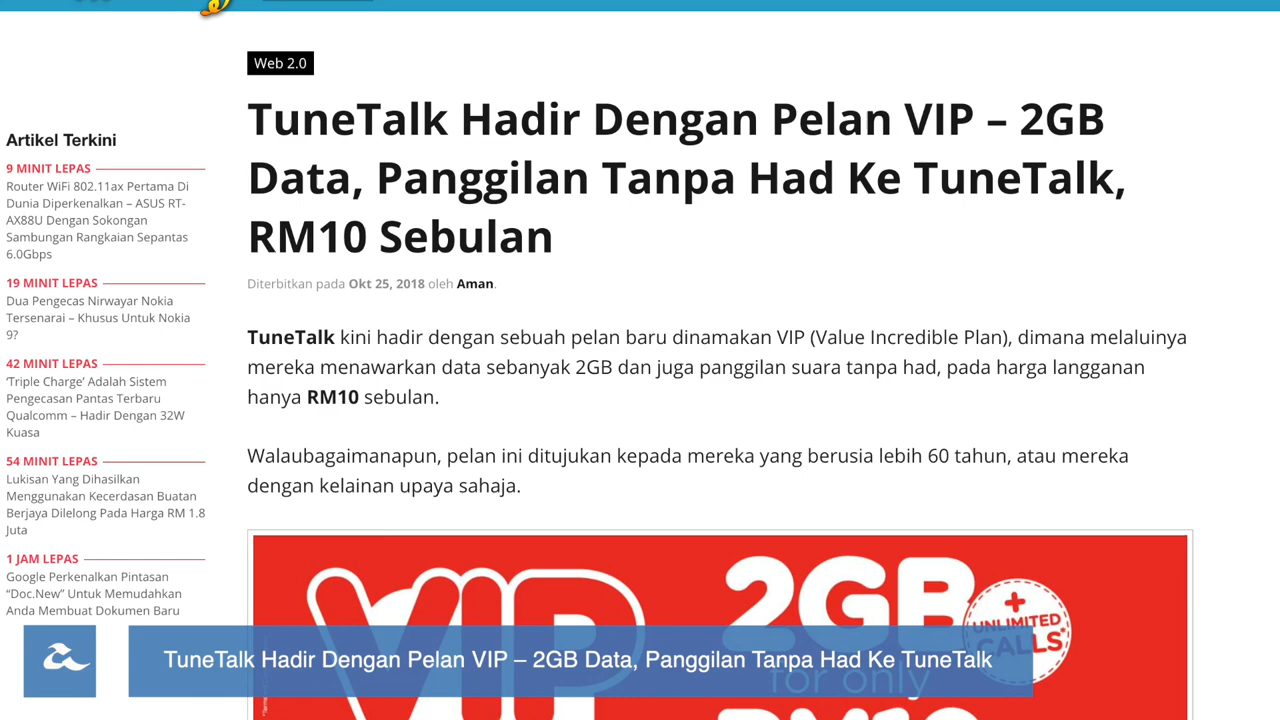 Web 2.0
TuneTalk Hadir Dengan Pelan VIP – 2GB
Data, Panggilan Tanpa Had Ke TuneTalk,
RM10 Sebulan
Diterbitkan pada Okt 25, 2018 oleh Aman.
TuneTalk kini hadir dengan sebuah pelan baru dinamakan VIP (Value Incredible Plan), dimana melaluinya
mereka menawarkan data sebanyak 2GB dan juga panggilan suara tanpa had, pada harga langganan
hanya RM10 sebulan.
Walaubagaimanapun, pelan ini ditujukan kepada mereka yang berusia lebih 60 tahun, atau mereka
dengan kelainan upaya sahaja.
Artikel Terkini
9 MINIT LEPAS
Router WiFi 802.11ax Pertama Di
Dunia Diperkenalkan – ASUS RT-
AX88U Dengan Sokongan
Sambungan Rangkaian Sepantas
6.0Gbps
19 MINIT LEPAS
Dua Pengecas Nirwayar Nokia
Tersenarai – Khusus Untuk Nokia
9?
42 MINIT LEPAS
‘Triple Charge’ Adalah Sistem
Pengecasan Pantas Terbaru
Qualcomm – Hadir Dengan 32W
Kuasa
54 MINIT LEPAS
Lukisan Yang Dihasilkan
Menggunakan Kecerdasan Buatan
Berjaya Dilelong Pada Harga RM 1.8
Juta
1 JAM LEPAS
Google Perkenalkan Pintasan
“Doc.New” Untuk Memudahkan
Anda Membuat Dokumen Baru
VIP
2GB
+
UNLIMITED
CALLS*
for only
RM10
TuneTalk Hadir Dengan Pelan VIP – 2GB Data, Panggilan Tanpa Had Ke TuneTalk